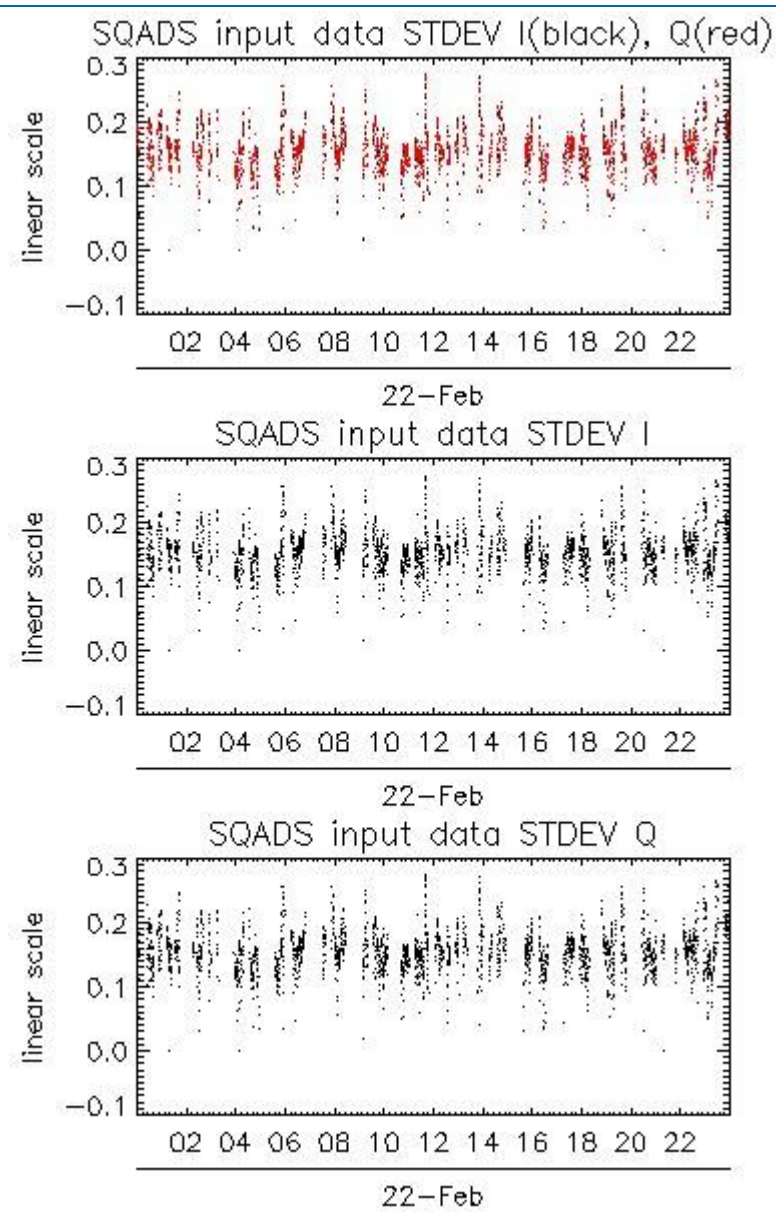 SQADS input data STDEV I(black), Q(red)
linear scale
0.3
0.2
0.1
0.0
−0.1
02 04 06 08 10 12 14 16 18 20 22
22−Feb
SQADS input data STDEV I
linear scale
0.3
0.2
0.1
0.0
−0.1
02 04 06 08 10 12 14 16 18 20 22
22−Feb
SQADS input data STDEV Q
linear scale
0.3
0.2
0.1
0.0
−0.1
02 04 06 08 10 12 14 16 18 20 22
22−Feb